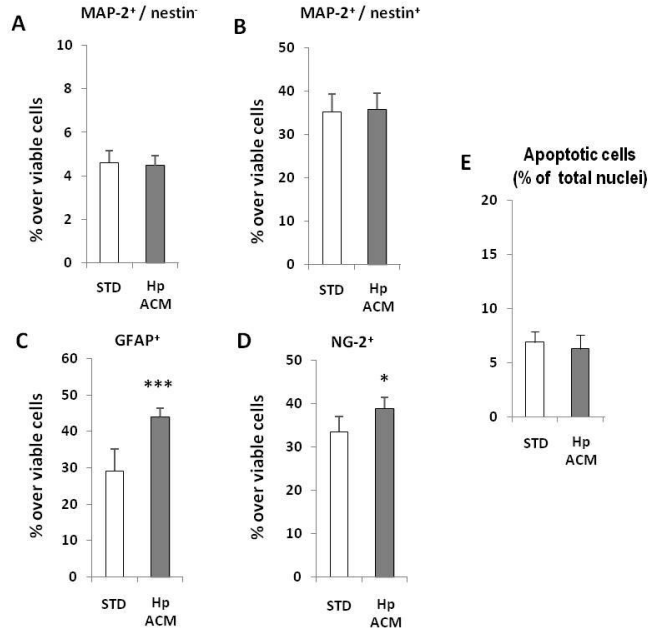 A
MAP-2⁺ / nestin⁻
% over viable cells
10
8
6
4
2
0
STD
Hp
ACM
B
MAP-2⁺ / nestin⁺
% over viable cells
50
40
30
20
10
0
STD
Hp
ACM
C
GFAP⁺
% over viable cells
60
50
40
30
20
10
0
***
STD
Hp
ACM
D
NG-2⁺
% over viable cells
50
40
30
20
10
0
*
STD
Hp
ACM
E
Apoptotic cells
(% of total nuclei)
20
15
10
5
0
STD
Hp
ACM